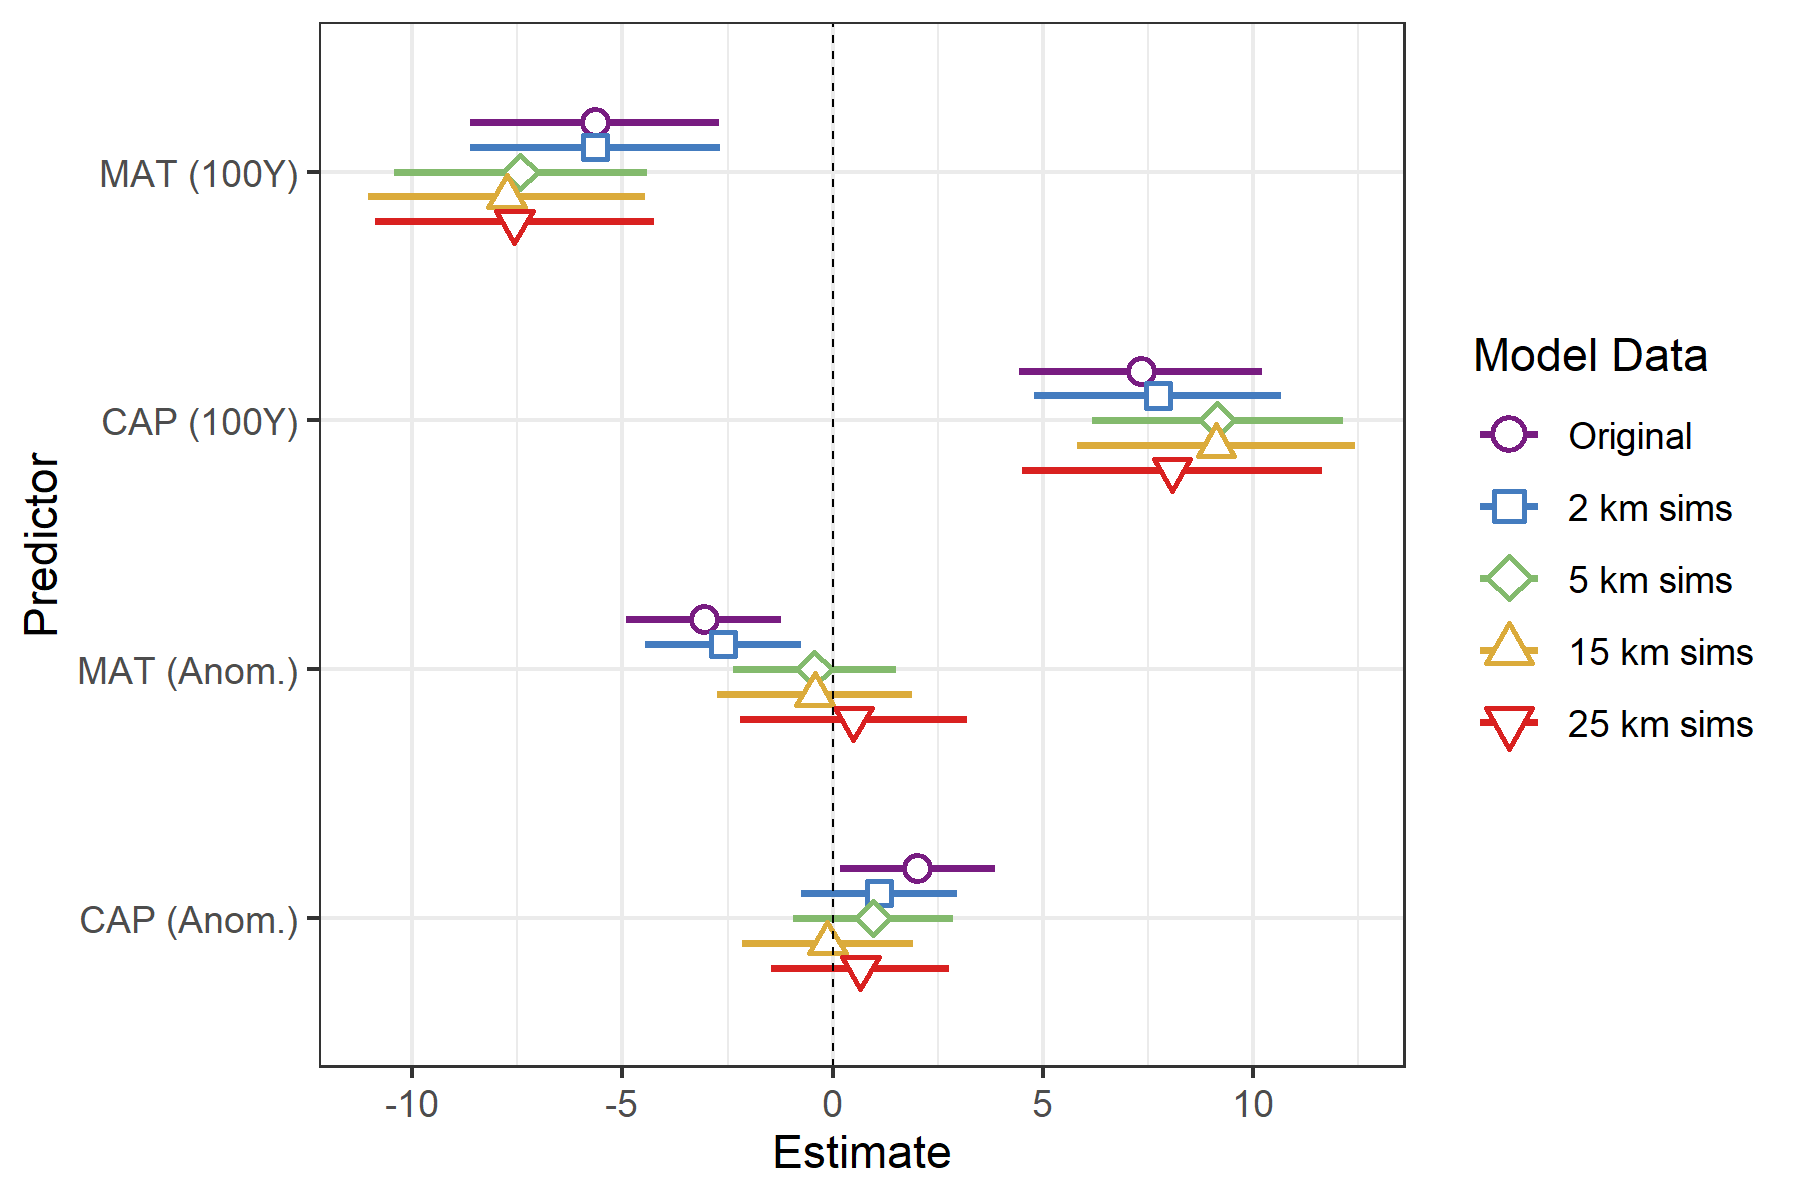 Predictor
MAT (100Y)
CAP (100Y)
MAT (Anom.)
CAP (Anom.)
-10
-5
0
5
10
Estimate
Model Data
Original
2 km sims
5 km sims
15 km sims
25 km sims